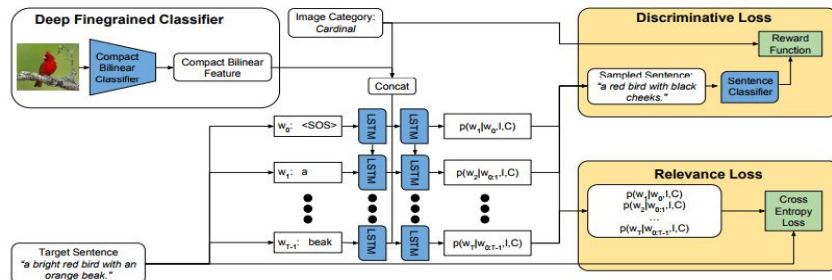 Deep Finegrained Classifier
Compact
Bilinear
Classifier
Compact Bilinear
Feature
Image Category:
Cardinal
Concat
Discriminative Loss
Reward
Function
Sampled Sentence:
"a red bird with black
cheeks."
Sentence
Classifier
w0: <SOS>
LSTM
LSTM
p(w1|w0,I,C)
w1: a
LSTM
LSTM
p(w2|w0:1,I,C)
wT-1: beak
LSTM
LSTM
p(wT|w0:T-1,I,C)
Relevance Loss
p(w1|w0,I,C)
p(w2|w0:1,I,C)
...
p(wT|w0:T-1,I,C)
Cross
Entropy
Loss
Target Sentence
"a bright red bird with an
orange beak."